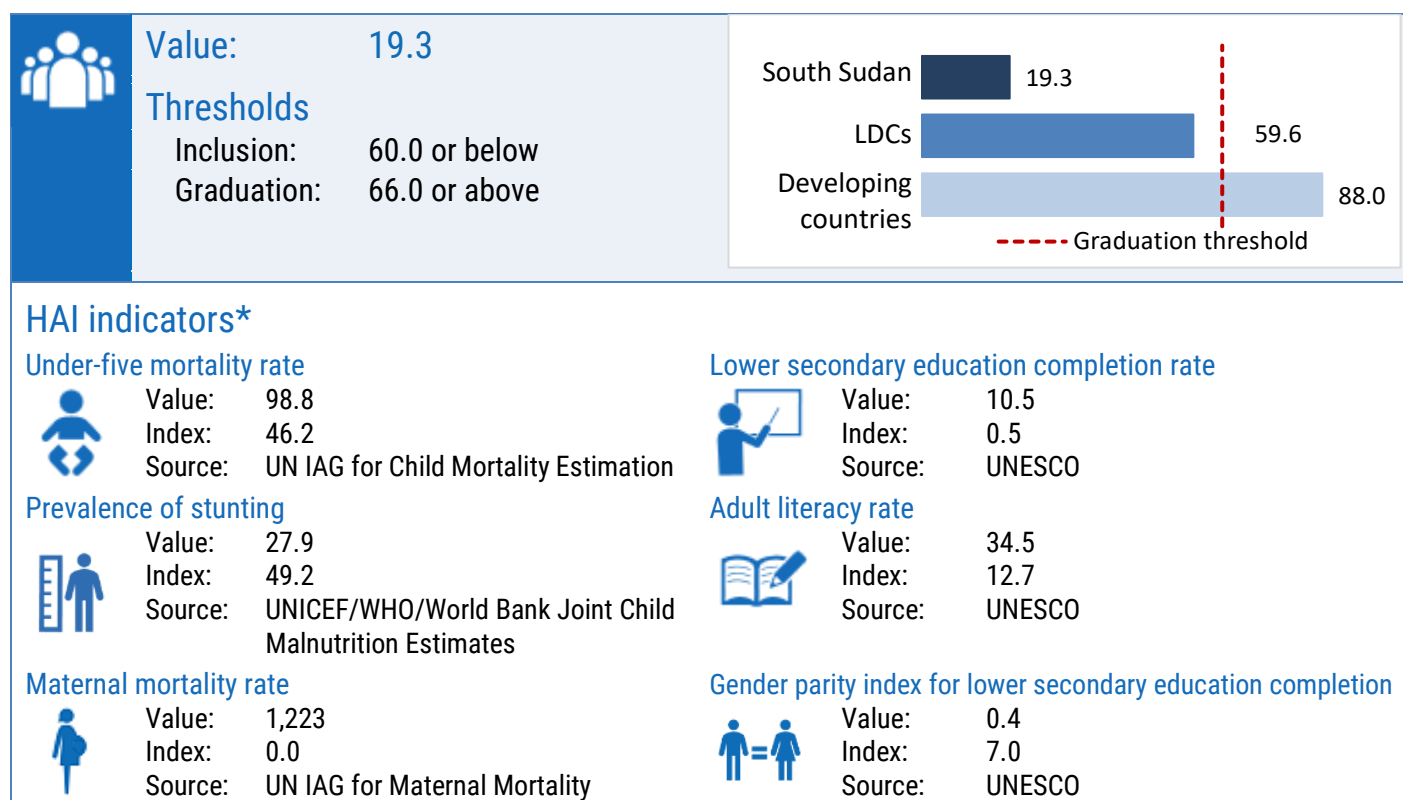 Value: 19.3
Thresholds
Inclusion: 60.0 or below
Graduation: 66.0 or above
South Sudan 19.3
LDCs 59.6
Developing
countries 88.0
Graduation threshold
HAI indicators*
Under-five mortality rate
Value: 98.8
Index: 46.2
Source: UN IAG for Child Mortality Estimation
Prevalence of stunting
Value: 27.9
Index: 49.2
Source: UNICEF/WHO/World Bank Joint Child
Malnutrition Estimates
Maternal mortality rate
Value: 1,223
Index: 0.0
Source: UN IAG for Maternal Mortality
Lower secondary education completion rate
Value: 10.5
Index: 0.5
Source: UNESCO
Adult literacy rate
Value: 34.5
Index: 12.7
Source: UNESCO
Gender parity index for lower secondary education completion
Value: 0.4
Index: 7.0
Source: UNESCO